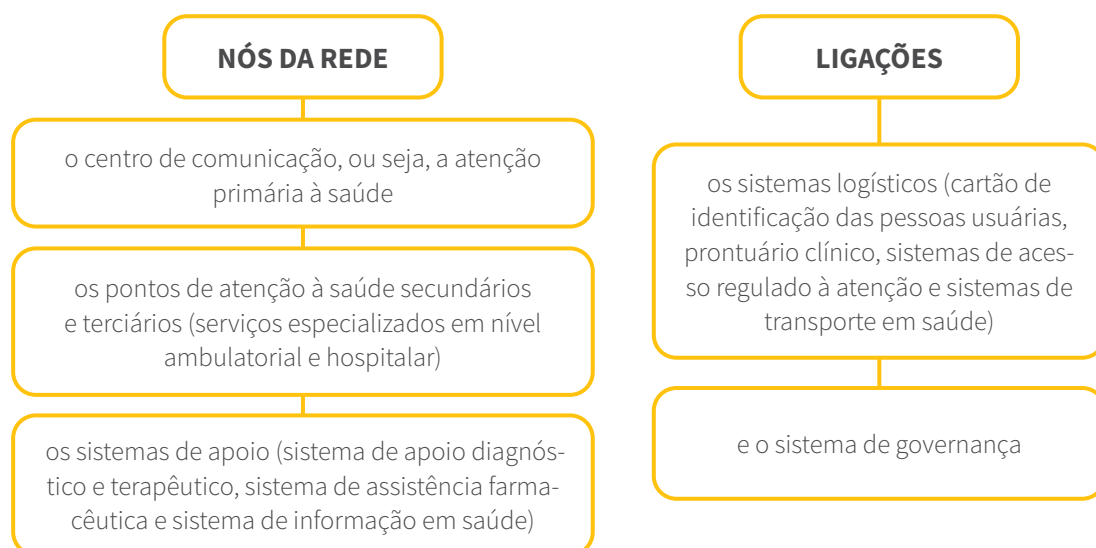 NÓS DA REDE
o centro de comunicação, ou seja, a atenção
primária à saúde
os pontos de atenção à saúde secundários
e terciários (serviços especializados em nível
ambulatorial e hospitalar)
os sistemas de apoio (sistema de apoio diagnós-
tico e terapêutico, sistema de assistência farma-
cêutica e sistema de informação em saúde)
LIGAÇÕES
os sistemas logísticos (cartão de
identificação das pessoas usuárias,
prontuário clínico, sistemas de aces-
so regulado à atenção e sistemas de
transporte em saúde)
e o sistema de governança